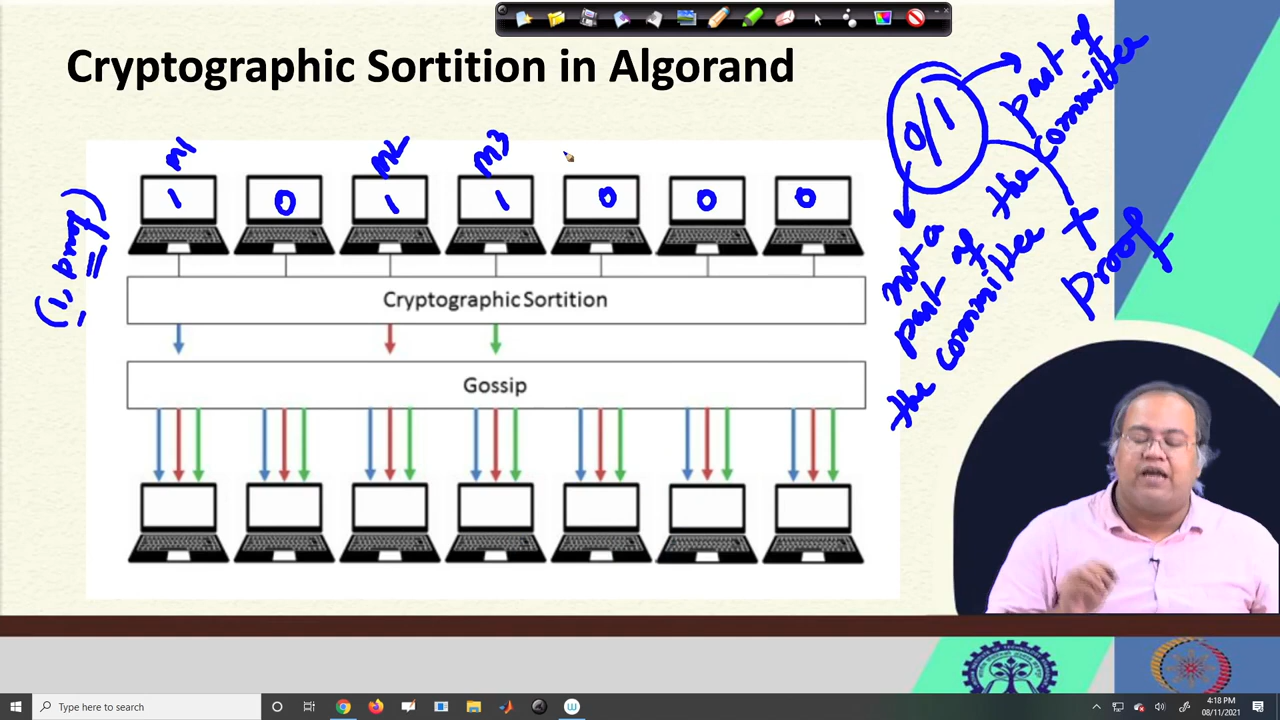 Cryptographic Sortition in Algorand
m1
m2
m3
1
0
1
1
0
0
0
(1, proof)
Cryptographic Sortition
Gossip
0/1
part of
the
committee
+
proof
not a
part of
the committee
Type here to search
W
4:18 PM
08/11/2021